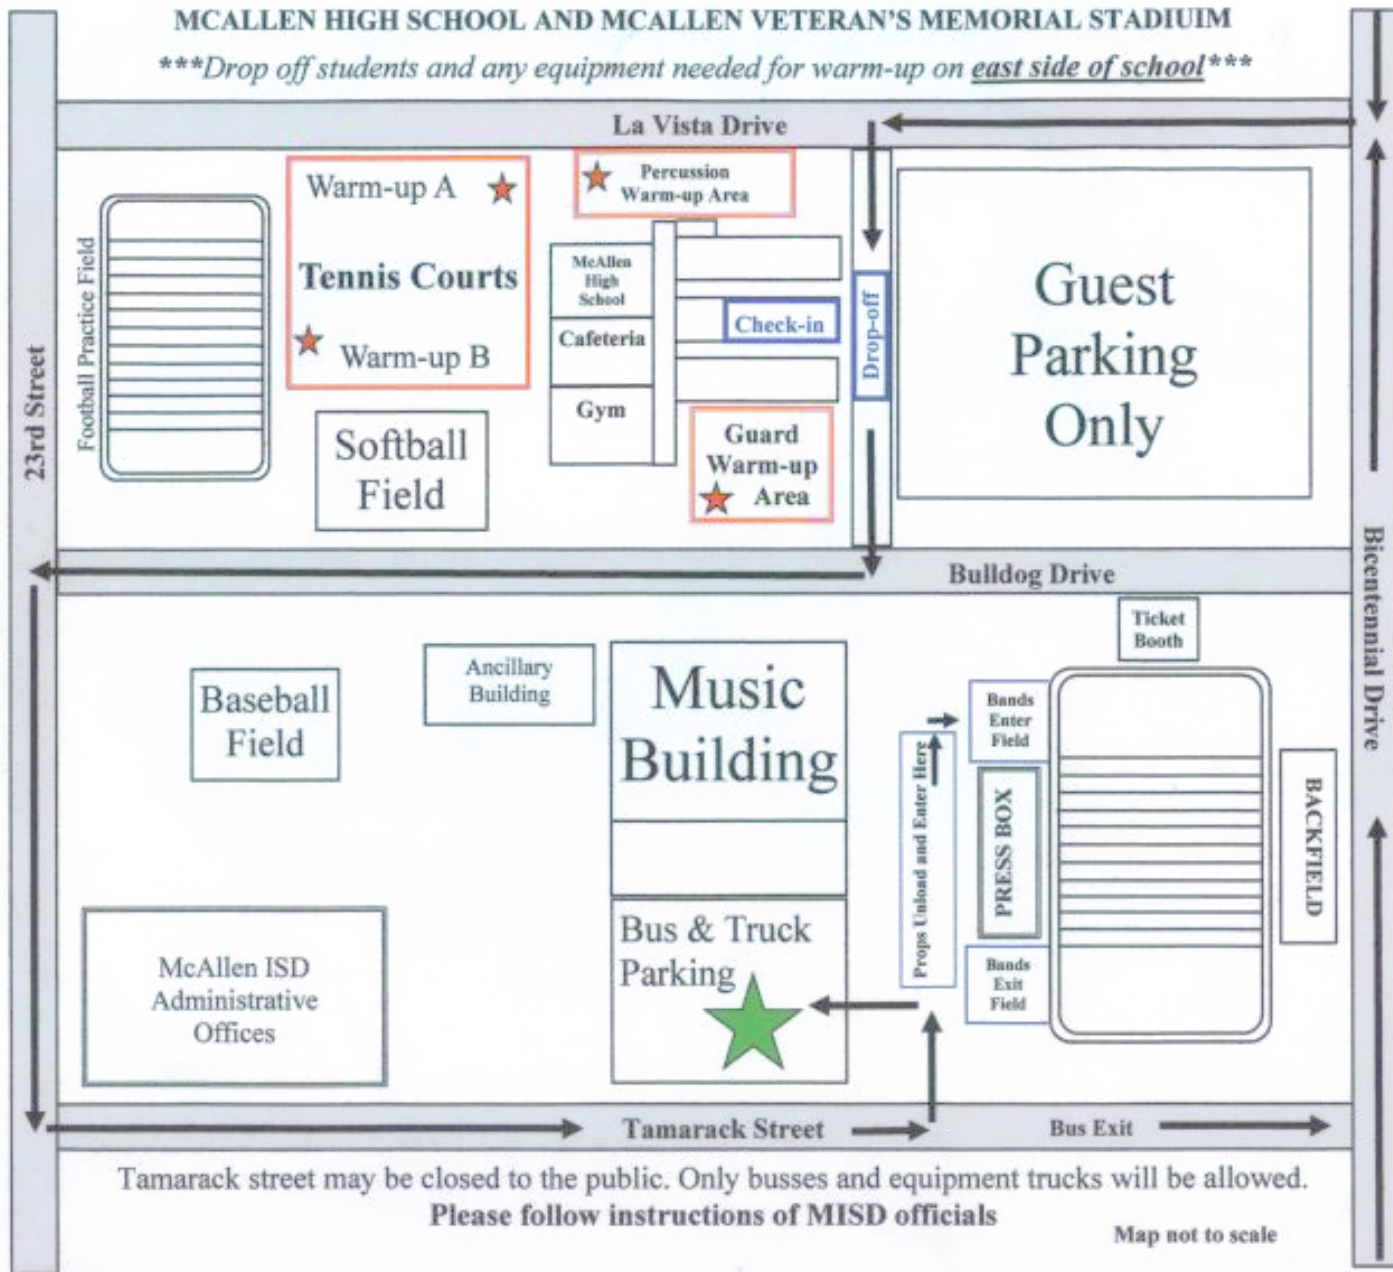 MCALLEN HIGH SCHOOL AND MCALLEN VETERAN'S MEMORIAL STADIUIM
***Drop off students and any equipment needed for warm-up on east side of school***
La Vista Drive
23rd Street
Bicentennial Drive
Football Practice Field
Warm-up A
Tennis Courts
Warm-up B
Percussion
Warm-up Area
McAllen
High
School
Cafeteria
Gym
Check-in
Drop-off
Guest
Parking
Only
Softball
Field
Guard
Warm-up
Area
Bulldog Drive
Ticket
Booth
Baseball
Field
Ancillary
Building
Music
Building
Props Unload and Enter Here
Bands
Enter
Field
PRESS BOX
BACKFIELD
Bands
Exit
Field
McAllen ISD
Administrative
Offices
Bus & Truck
Parking
Tamarack Street
Bus Exit
Tamarack street may be closed to the public. Only busses and equipment trucks will be allowed.
Please follow instructions of MISD officials
Map not to scale